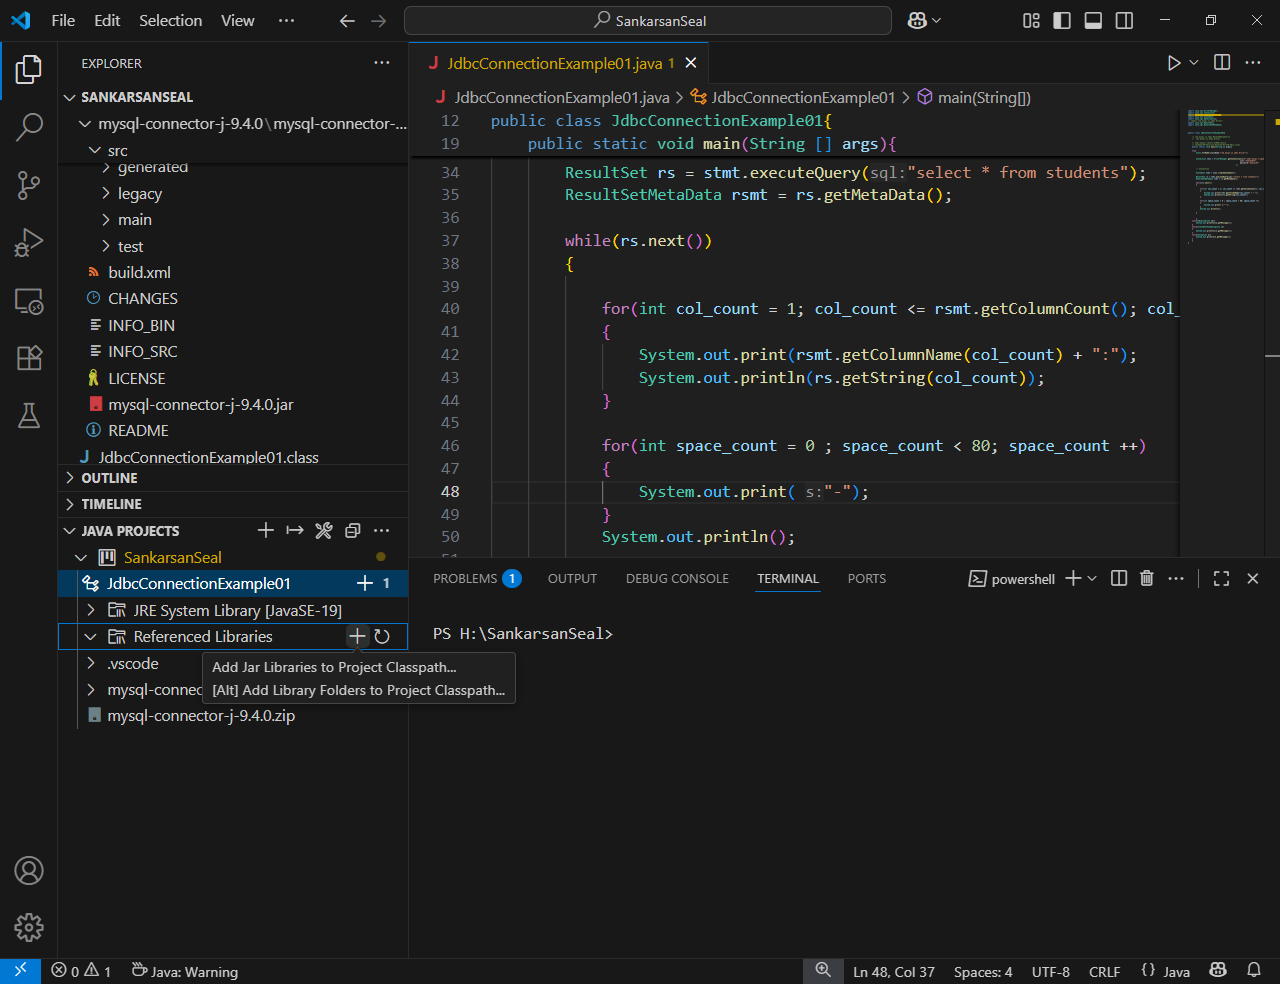 File Edit Selection View ··· SankarsanSeal
EXPLORER ···
SANKARSANSEAL
mysql-connector-j-9.4.0\mysql-connector-...
src
generated
legacy
main
test
build.xml
CHANGES
INFO_BIN
INFO_SRC
LICENSE
mysql-connector-j-9.4.0.jar
README
JdbcConnectionExample01.class
OUTLINE
TIMELINE
JAVA PROJECTS
SankarsanSeal
JdbcConnectionExample01 1
JRE System Library [JavaSE-19]
Referenced Libraries
.vscode
mysql-connec
mysql-connector-j-9.4.0.zip
Add Jar Libraries to Project Classpath...
[Alt] Add Library Folders to Project Classpath...
JdbcConnectionExample01.java 1
JdbcConnectionExample01.java > JdbcConnectionExample01 > main(String[])
12 public class JdbcConnectionExample01{
19 public static void main(String [] args){
34 ResultSet rs = stmt.executeQuery(sql:"select * from students");
35 ResultSetMetaData rsmt = rs.getMetaData();
36
37 while(rs.next())
38 {
39
40 for(int col_count = 1; col_count <= rsmt.getColumnCount(); col_
41 {
42 System.out.print(rsmt.getColumnName(col_count) + ":");
43 System.out.println(rs.getString(col_count));
44 }
45
46 for(int space_count = 0 ; space_count < 80; space_count ++)
47 {
48 System.out.print( s:"-");
49 }
50 System.out.println();
PROBLEMS 1 OUTPUT DEBUG CONSOLE TERMINAL PORTS powershell
PS H:\SankarsanSeal>
0 1 Java: Warning Ln 48, Col 37 Spaces: 4 UTF-8 CRLF {} Java